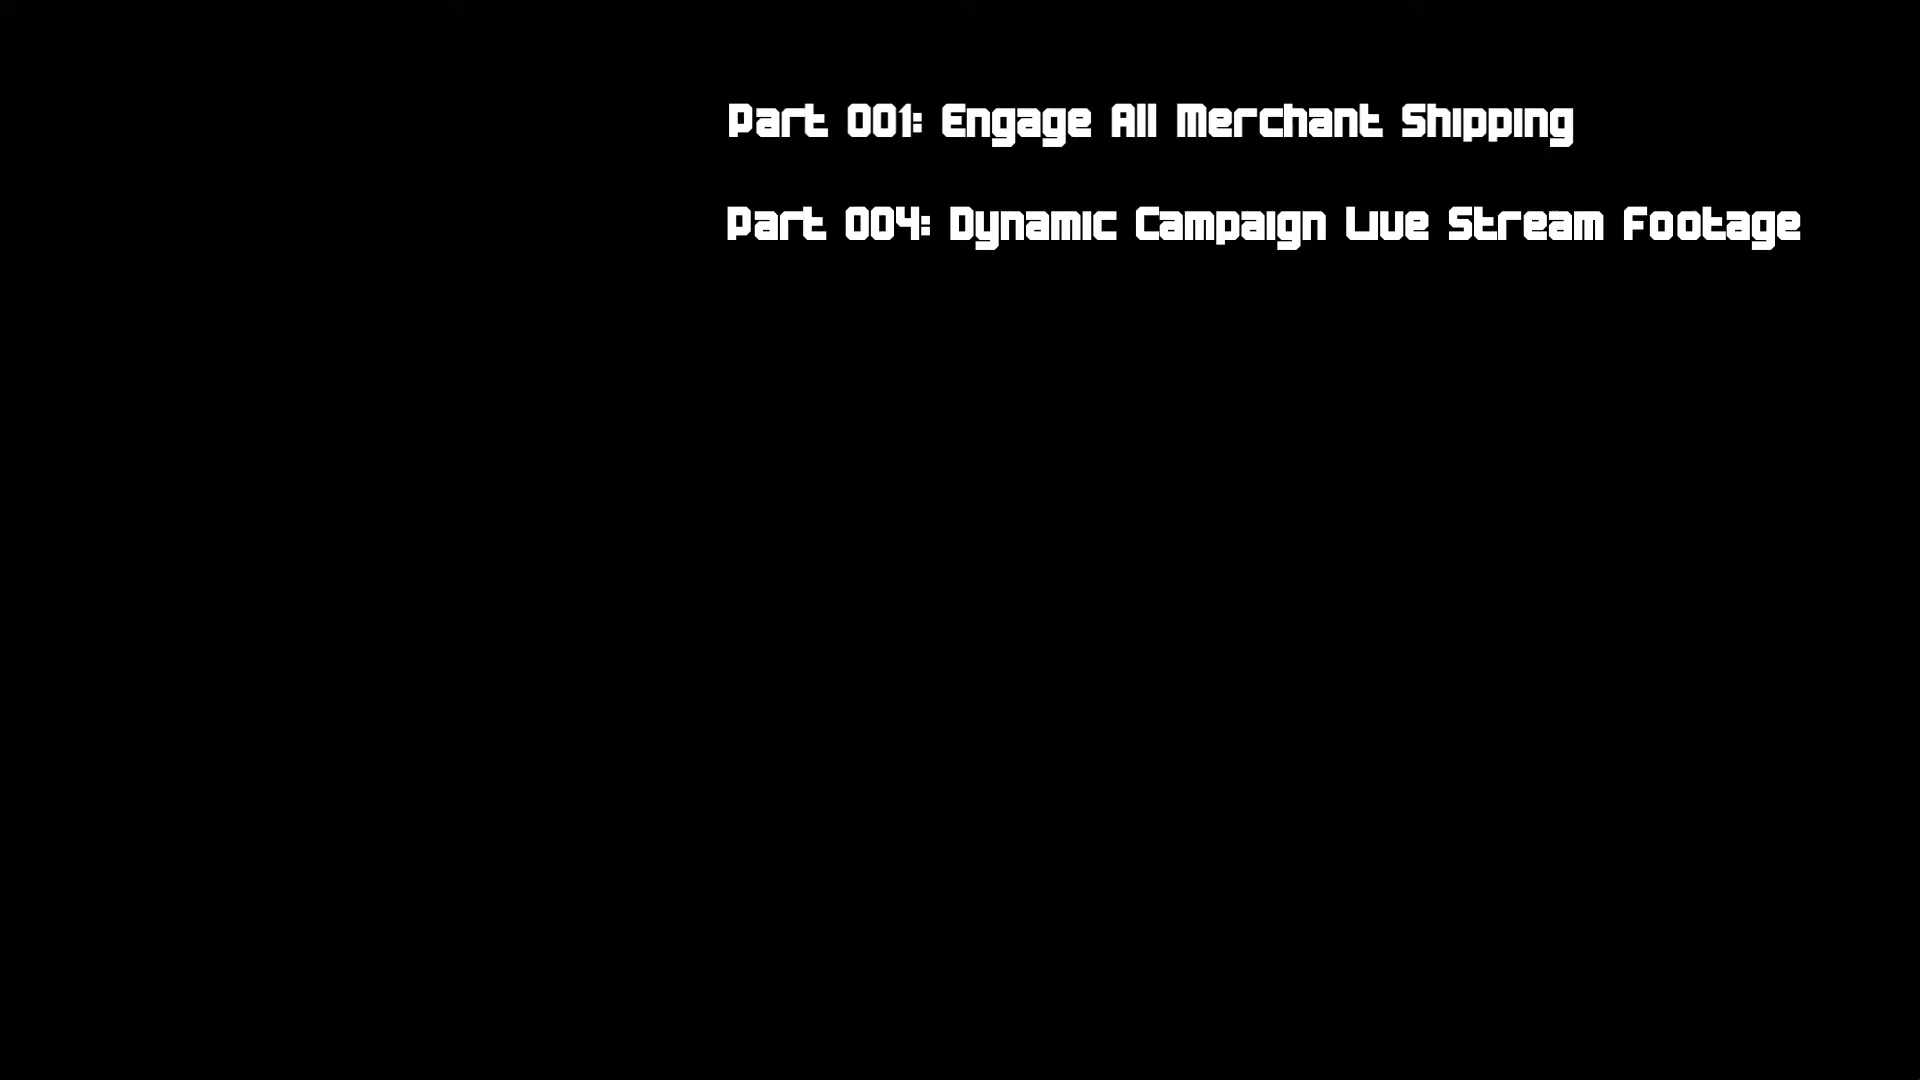 Part 001: Engage All Merchant Shipping
Part 004: Dynamic Campaign Live Stream Footage